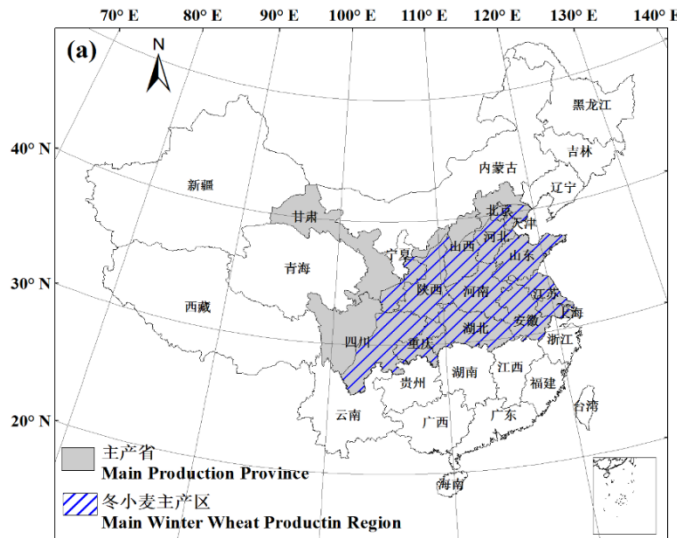 70° E 80° E 90° E 100° E 110° E 120° E 130° E 140° E
(a)
N
黑龙江
40° N
吉林
内蒙古
辽宁
新疆
北京
天津
甘肃
河北
宁夏
山西
山东
青海
30° N
陕西
河南
江苏
西藏
上海
安徽
湖北
四川
重庆
浙江
湖南
江西
贵州
福建
20° N
云南
台湾
广西
广东
主产省
Main Production Province
海南
冬小麦主产区
Main Winter Wheat Productin Region